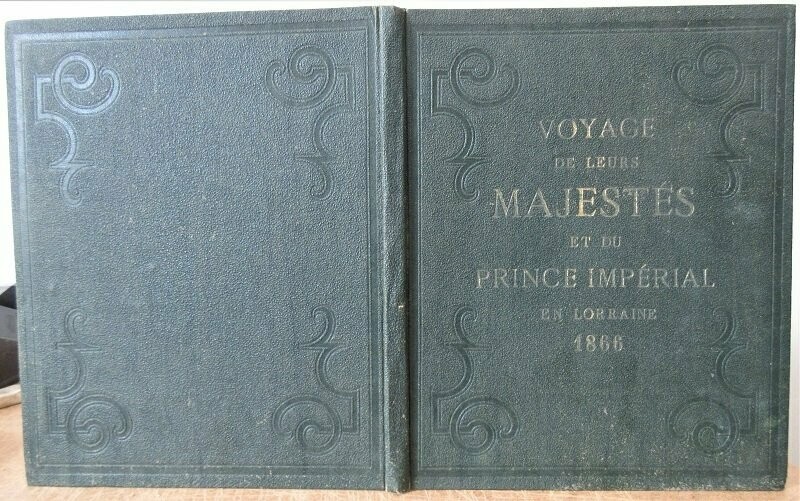 VOYAGE
DE LEURS
MAJESTÉS
ET DU
PRINCE IMPÉRIAL
EN LORRAINE
1866